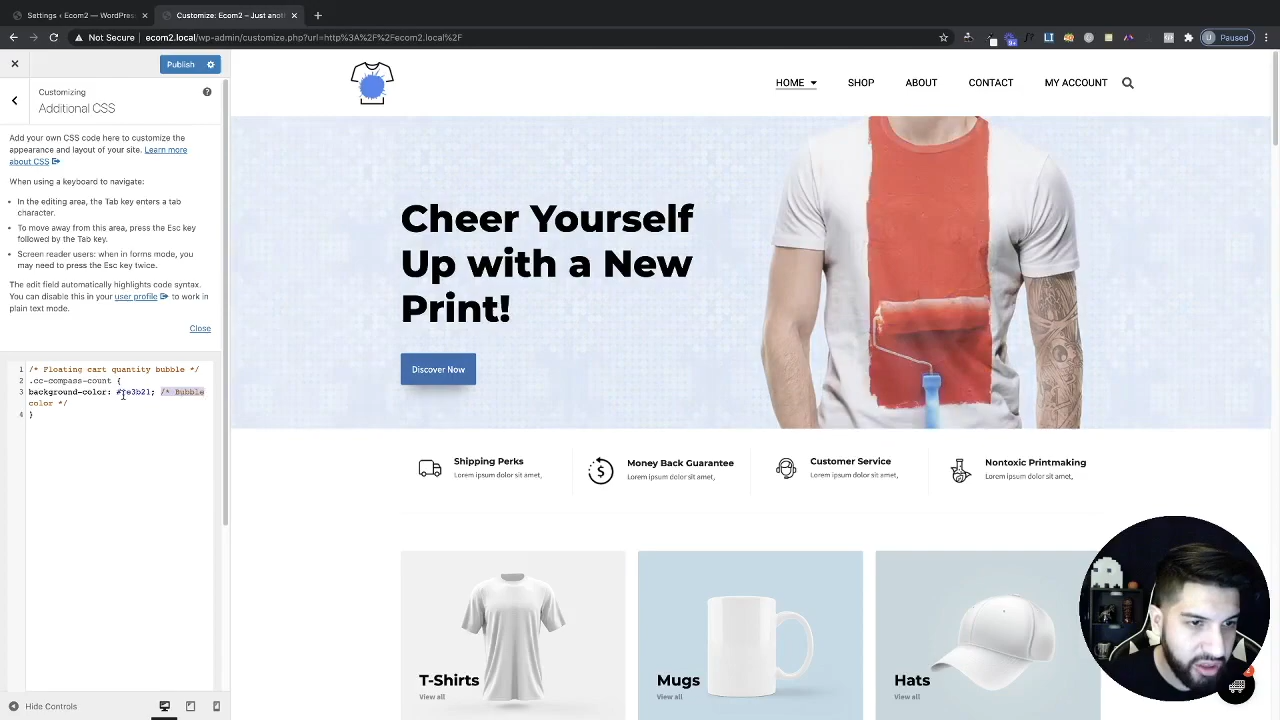 Settings ‹ Ecom2 — WordPress
Customize: Ecom2 – Just anot
Not Secure
ecom2.local/wp-admin/customize.php?url=http%3A%2F%2Fecom2.local%2F
Paused
Publish
Customizing
Additional CSS
Add your own CSS code here to customize the
appearance and layout of your site. Learn more
about CSS
When using a keyboard to navigate:
In the editing area, the Tab key enters a tab
character.
To move away from this area, press the Esc key
followed by the Tab key.
Screen reader users: when in forms mode, you
may need to press the Esc key twice.
The edit field automatically highlights code syntax.
You can disable this in your user profile to work in
plain text mode.
Close
1 /* Floating cart quantity bubble */
2 .cc-compass-count {
3 background-color: /* Bubble
color */
4 }
Hide Controls
HOME SHOP ABOUT CONTACT MY ACCOUNT
Cheer Yourself
Up with a New
Print!
Discover Now
Shipping Perks
Lorem ipsum dolor sit amet,
Money Back Guarantee
Lorem ipsum dolor sit amet,
Customer Service
Lorem ipsum dolor sit amet,
Nontoxic Printmaking
Lorem ipsum dolor sit amet,
T-Shirts
View all
Mugs
View all
Hats
View all